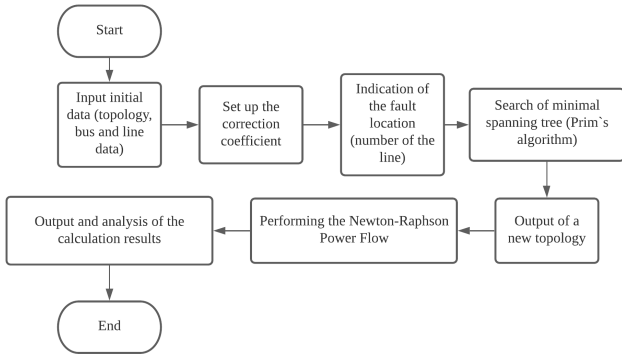 Start
Input initial
data (topology,
bus and line
data)
Set up the
correction
coefficient
Indication of
the fault
location
(number of the
line)
Search of minimal
spanning tree (Prim`s
algorithm)
Output of a
new topology
Performing the Newton-Raphson
Power Flow
Output and analysis of the
calculation results
End